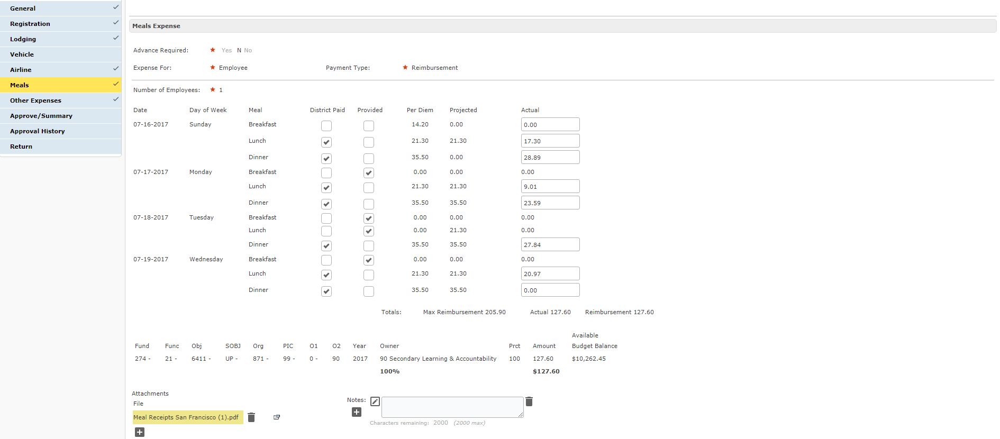 General
Registration
Lodging
Vehicle
Airline
Meals
Other Expenses
Approve/Summary
Approval History
Return
Meals Expense
Advance Required: Yes N No
Expense For: Employee Payment Type: Reimbursement
Number of Employees: 1
Date Day of Week Meal District Paid Provided Per Diem Projected Actual
07-16-2017 Sunday Breakfast 14.20 0.00 0.00
Lunch 21.30 21.30 17.30
Dinner 35.50 0.00 28.89
07-17-2017 Monday Breakfast 0.00 0.00 0.00
Lunch 21.30 21.30 9.01
Dinner 35.50 35.50 23.59
07-18-2017 Tuesday Breakfast 0.00 0.00 0.00
Lunch 0.00 21.30 0.00
Dinner 35.50 35.50 27.84
07-19-2017 Wednesday Breakfast 0.00 0.00 0.00
Lunch 21.30 21.30 20.97
Dinner 35.50 35.50 0.00
Totals: Max Reimbursement 205.90 Actual 127.60 Reimbursement 127.60
Available
Fund Func Obj SOBJ Org PIC O1 O2 Year Owner Prct Amount Budget Balance
274 - 21 - 6411 - UP - 871 - 99 - 0 - 90 2017 90 Secondary Learning & Accountability 100 127.60 $10,262.45
100% $127.60
Attachments
File
Notes:
Meal Receipts San Francisco (1).pdf
Characters remaining: 2000 (2000 max)